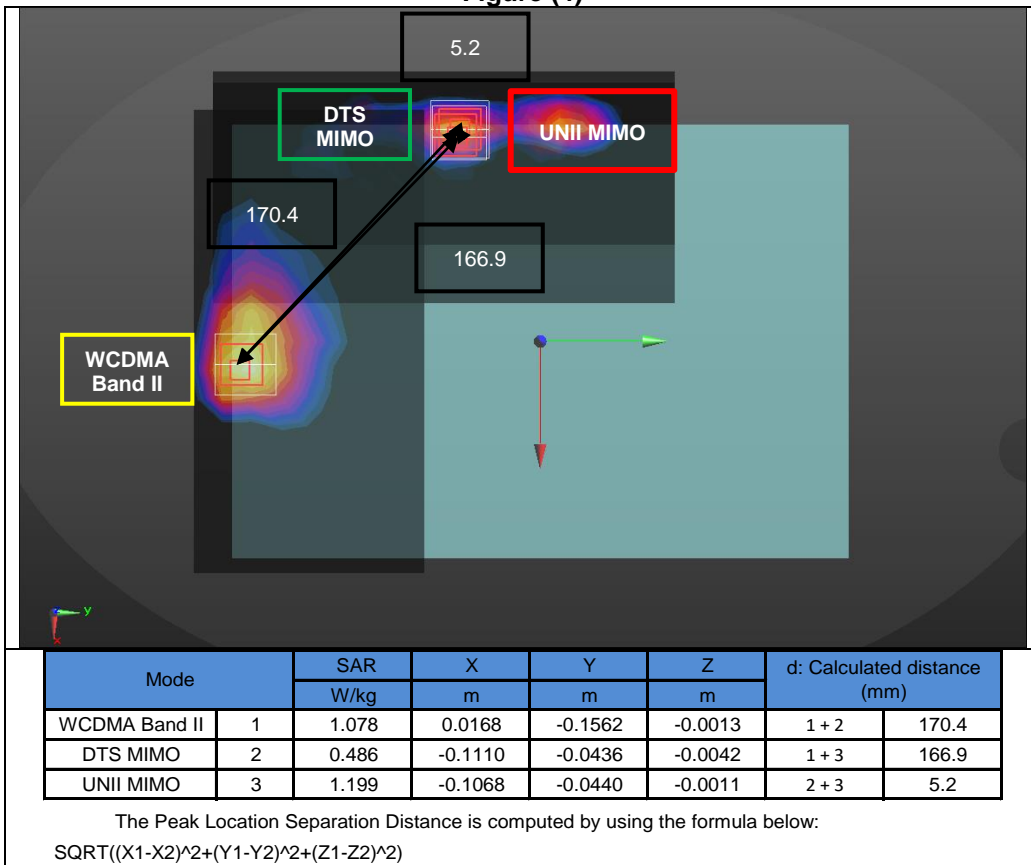 5.2
DTS
MIMO
UNII MIMO
170.4
166.9
WCDMA
Band II
y
x
Mode SAR X Y Z d: Calculated distance
(mm)
W/kg m m m
WCDMA Band II 1 1.078 0.0168 -0.1562 -0.0013 1 + 2 170.4
DTS MIMO 2 0.486 -0.1110 -0.0436 -0.0042 1 + 3 166.9
UNII MIMO 3 1.199 -0.1068 -0.0440 -0.0011 2 + 3 5.2
The Peak Location Separation Distance is computed by using the formula below:
SQRT((X1-X2)^2+(Y1-Y2)^2+(Z1-Z2)^2)